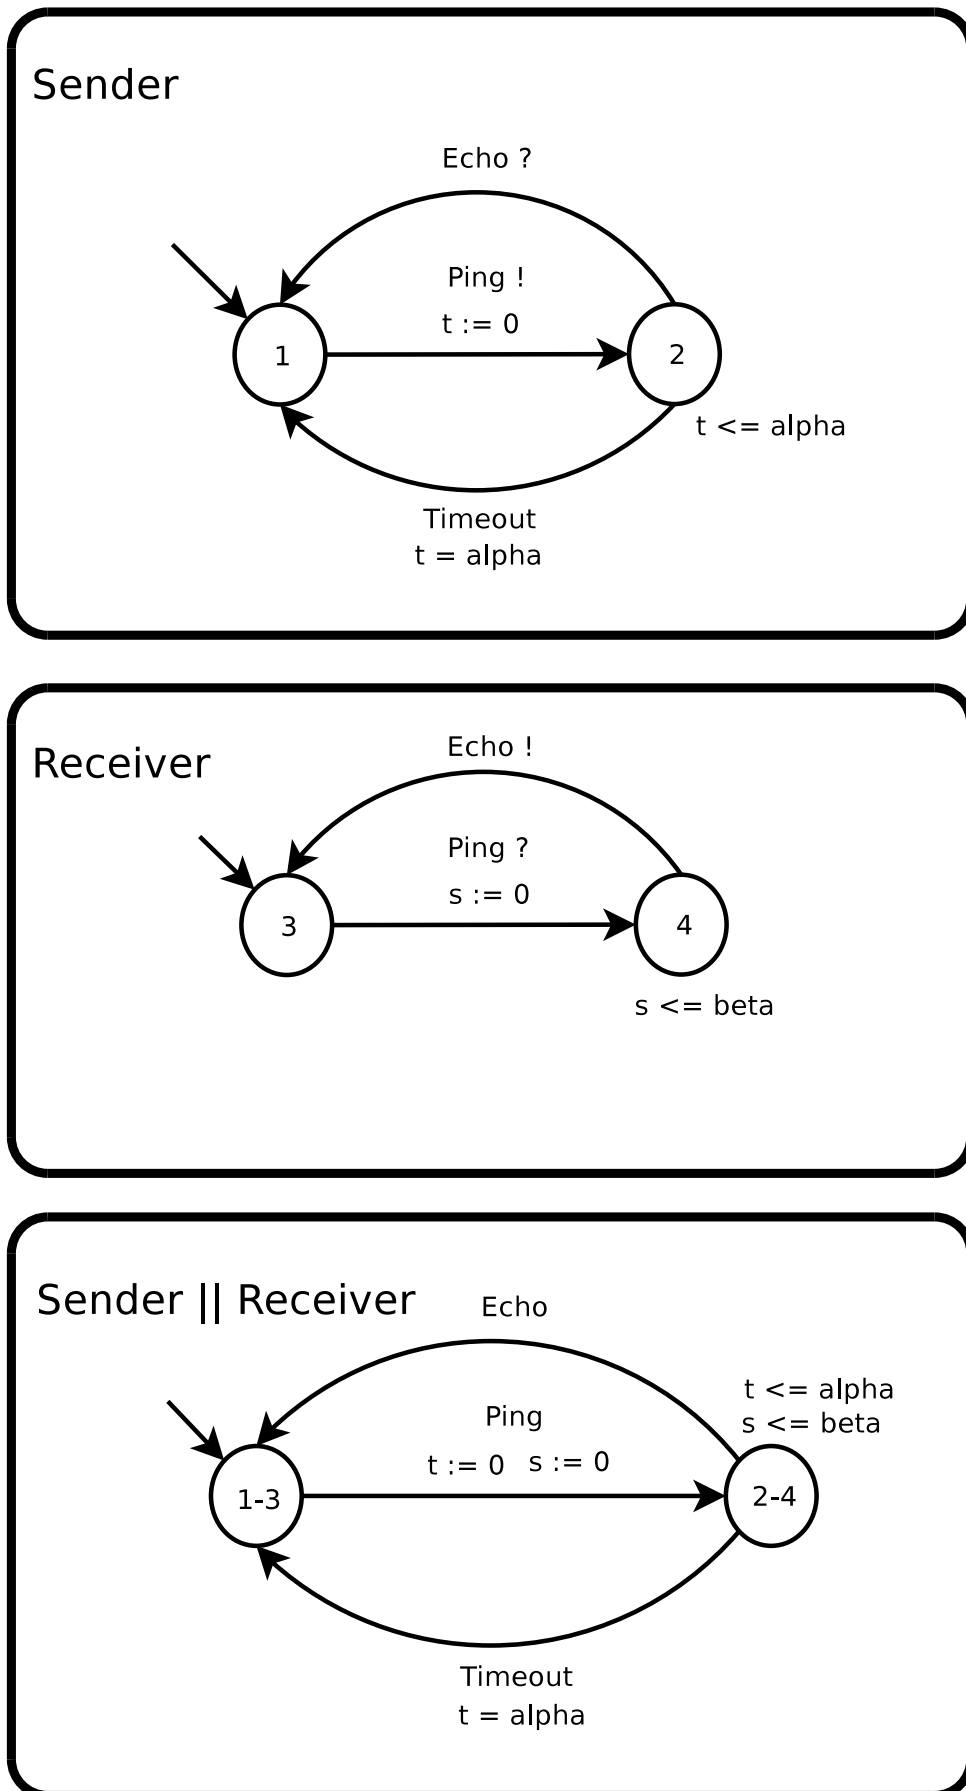 Sender
Echo ?
Ping !
t := 0
1
2
t <= alpha
Timeout
t = alpha
Receiver
Echo !
Ping ?
s := 0
3
4
s <= beta
Sender || Receiver
Echo
t <= alpha
s <= beta
Ping
t := 0 s := 0
1-3
2-4
Timeout
t = alpha